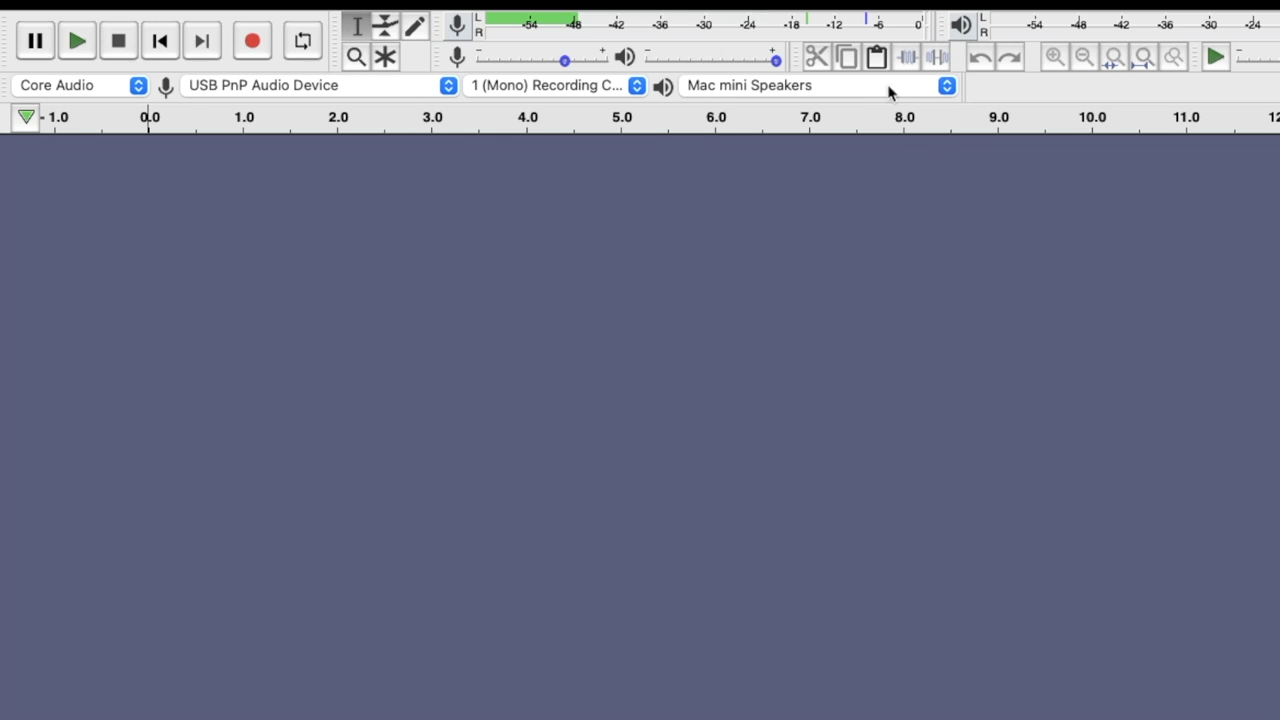 L
R
-54 -48 -42 -36 -30 -24 -18 -12 -6 0
L
R
-54 -48 -42 -36 -30 -24
- +
- +
-
Core Audio
USB PnP Audio Device
1 (Mono) Recording C...
Mac mini Speakers
- 1.0 0.0 1.0 2.0 3.0 4.0 5.0 6.0 7.0 8.0 9.0 10.0 11.0 12